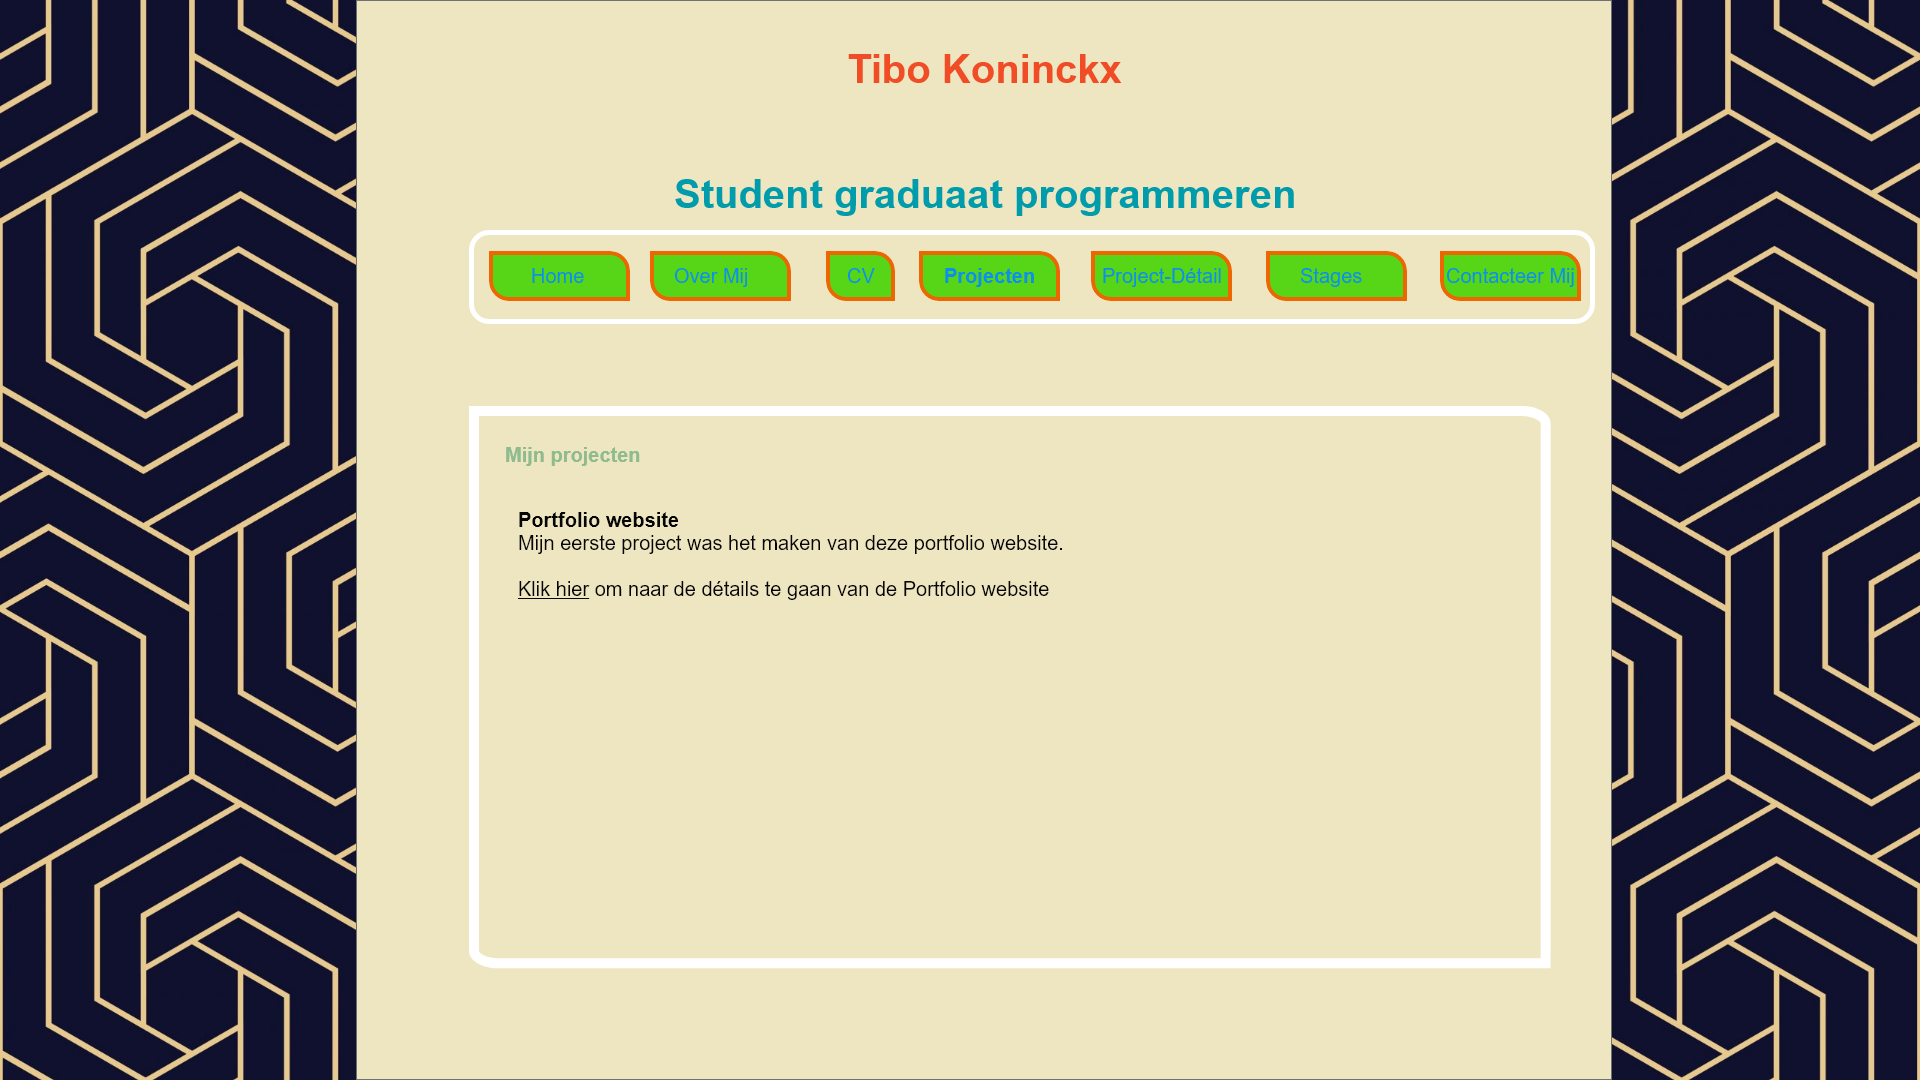 Tibo Koninckx
Student graduaat programmeren
Home
Over Mij
CV
Projecten
Project-Détail
Stages
Contacteer Mij
Mijn projecten
Portfolio website
Mijn eerste project was het maken van deze portfolio website.
Klik hier om naar de détails te gaan van de Portfolio website